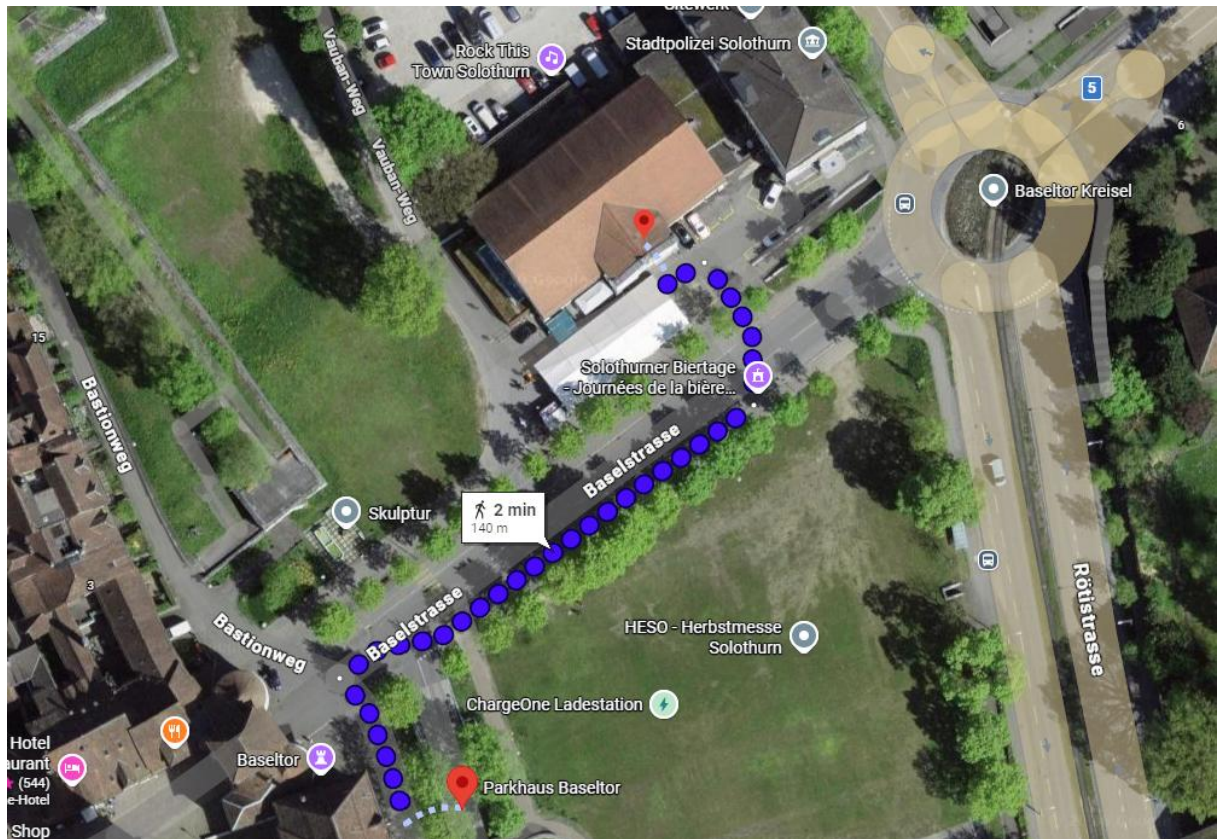 Rock This
Town Solothurn
Stadtpolizei Solothurn
5
6
Vauban-Weg
Vauban-Weg
Baseltor Kreisel
15
Bastionweg
Solothurner Biertage
- Journées de la bière...
Baselstrasse
Skulptur
2 min
140 m
3
Baselstrasse
Bastionweg
Rötistrasse
HESO - Herbstmesse
Solothurn
ChargeOne Ladestation
Hotel
(544)
e-Hotel
Baseltor
Parkhaus Baseltor
Shop